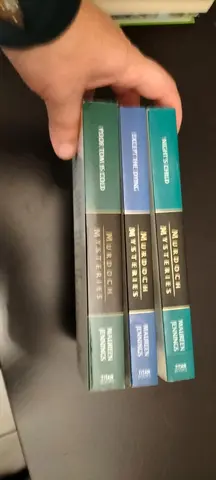 POOR TOM IS COLD
MURDOCH
MYSTERIES
MAUREEN
JENNINGS
EXCEPT THE DYING
MURDOCH
MYSTERIES
MAUREEN
JENNINGS
NIGHT'S CHILD
MURDOCH
MYSTERIES
MAUREEN
JENNINGS